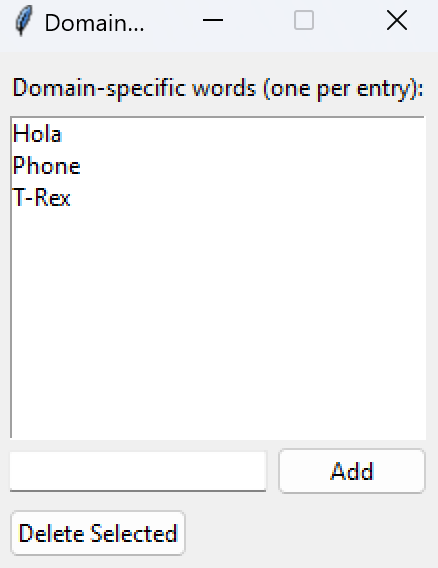 Domain...
Domain-specific words (one per entry):
Hola
Phone
T-Rex
Add
Delete Selected